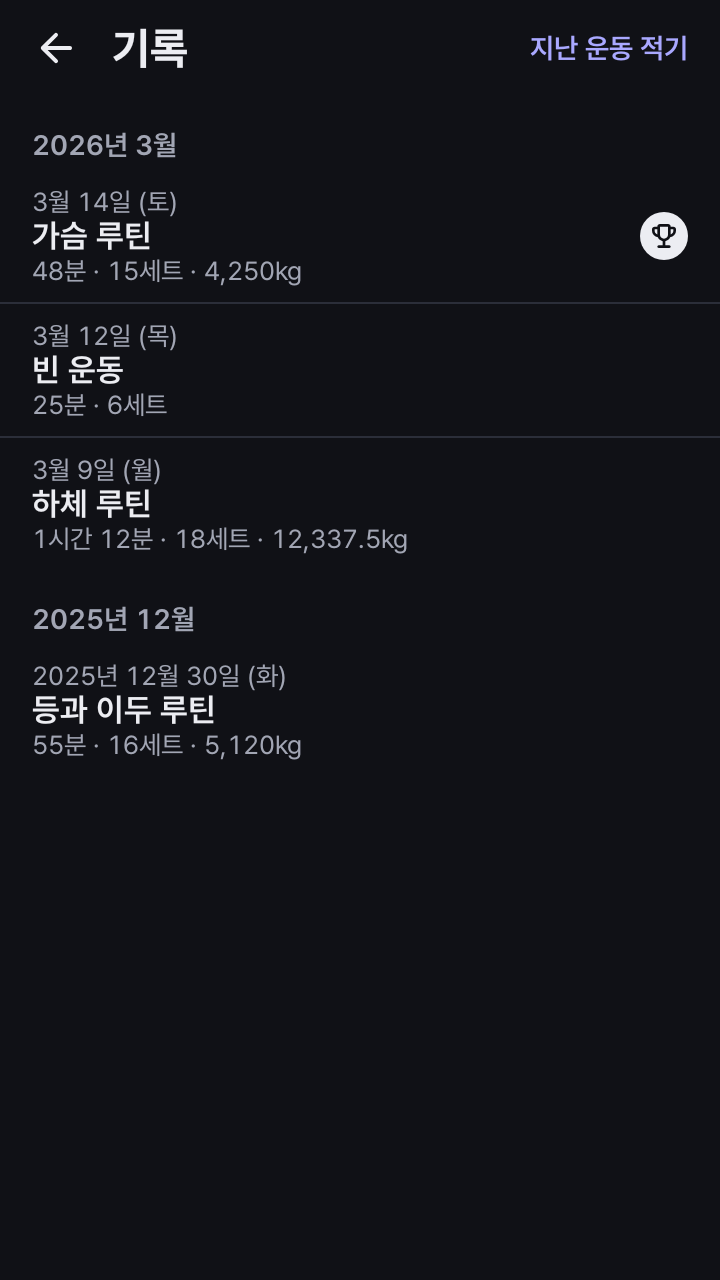 기록
지난 운동 적기
2026년 3월
3월 14일 (토)
가슴 루틴
48분 · 15세트 · 4,250kg
3월 12일 (목)
빈 운동
25분 · 6세트
3월 9일 (월)
하체 루틴
1시간 12분 · 18세트 · 12,337.5kg
2025년 12월
2025년 12월 30일 (화)
등과 이두 루틴
55분 · 16세트 · 5,120kg